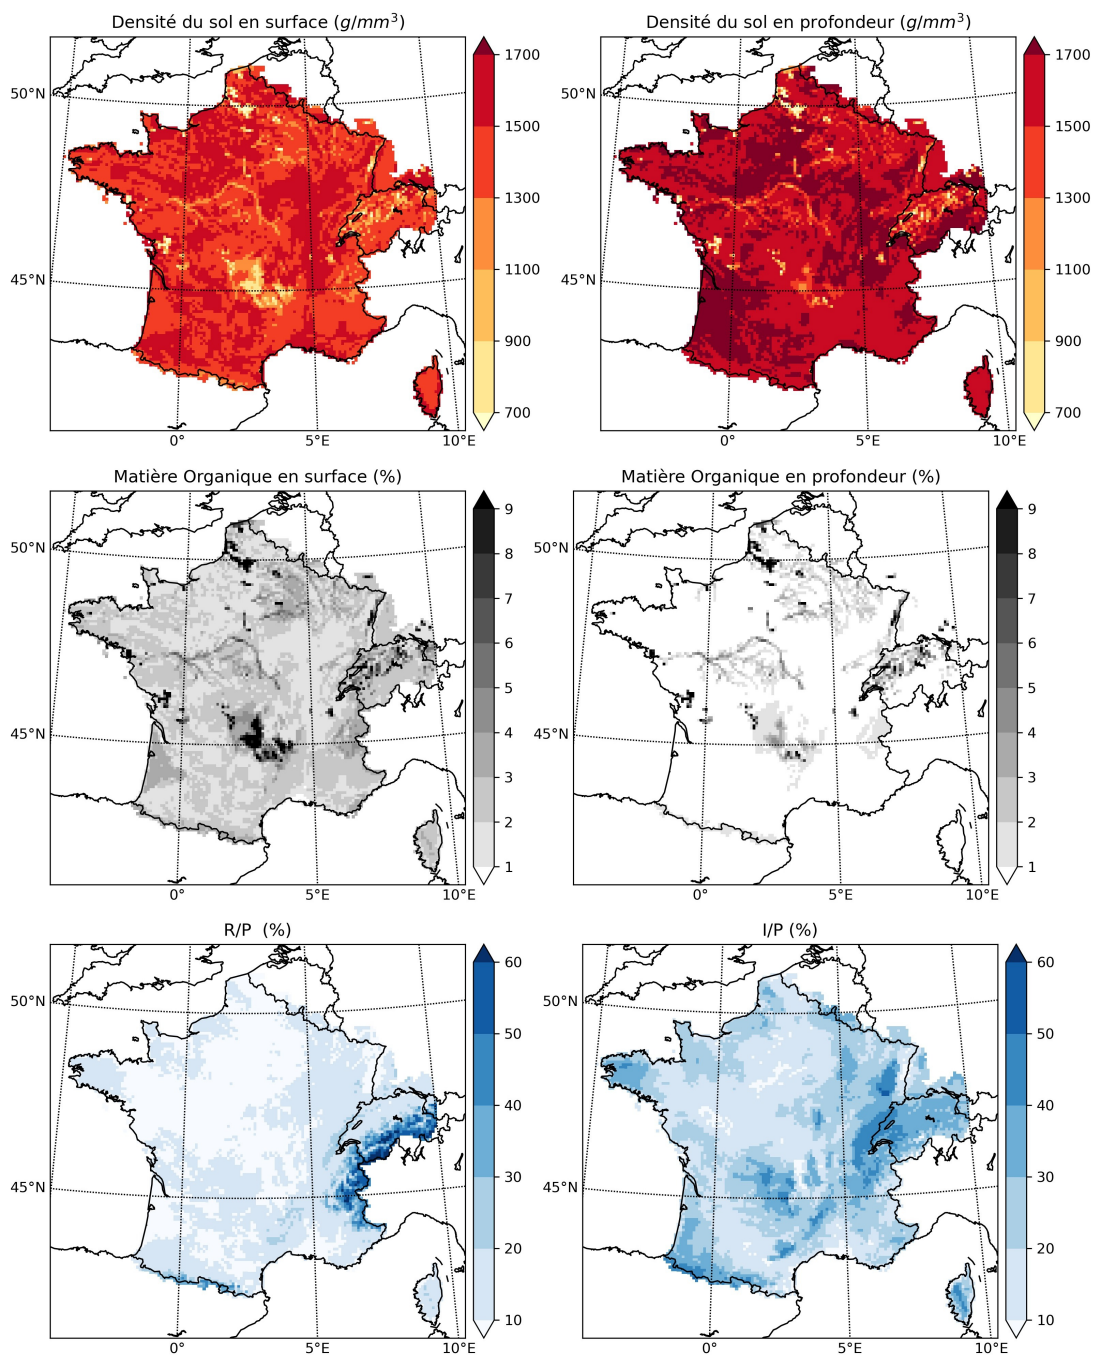 Densité du sol en surface (g/mm³)
Densité du sol en profondeur (g/mm³)
50°N
45°N
0°
5°E
10°E
1700
1500
1300
1100
900
700
50°N
45°N
0°
5°E
10°E
1700
1500
1300
1100
900
700
Matière Organique en surface (%)
Matière Organique en profondeur (%)
50°N
45°N
0°
5°E
10°E
9
8
7
6
5
4
3
2
1
50°N
45°N
0°
5°E
10°E
9
8
7
6
5
4
3
2
1
R/P (%)
I/P (%)
50°N
45°N
0°
5°E
10°E
60
50
40
30
20
10
50°N
45°N
0°
5°E
10°E
60
50
40
30
20
10